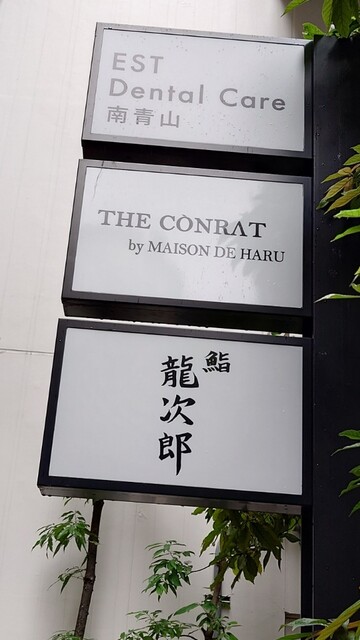 EST
Dental Care
南青山
THE CONRAT
by MAISON DE HARU
鮨
龍次郎